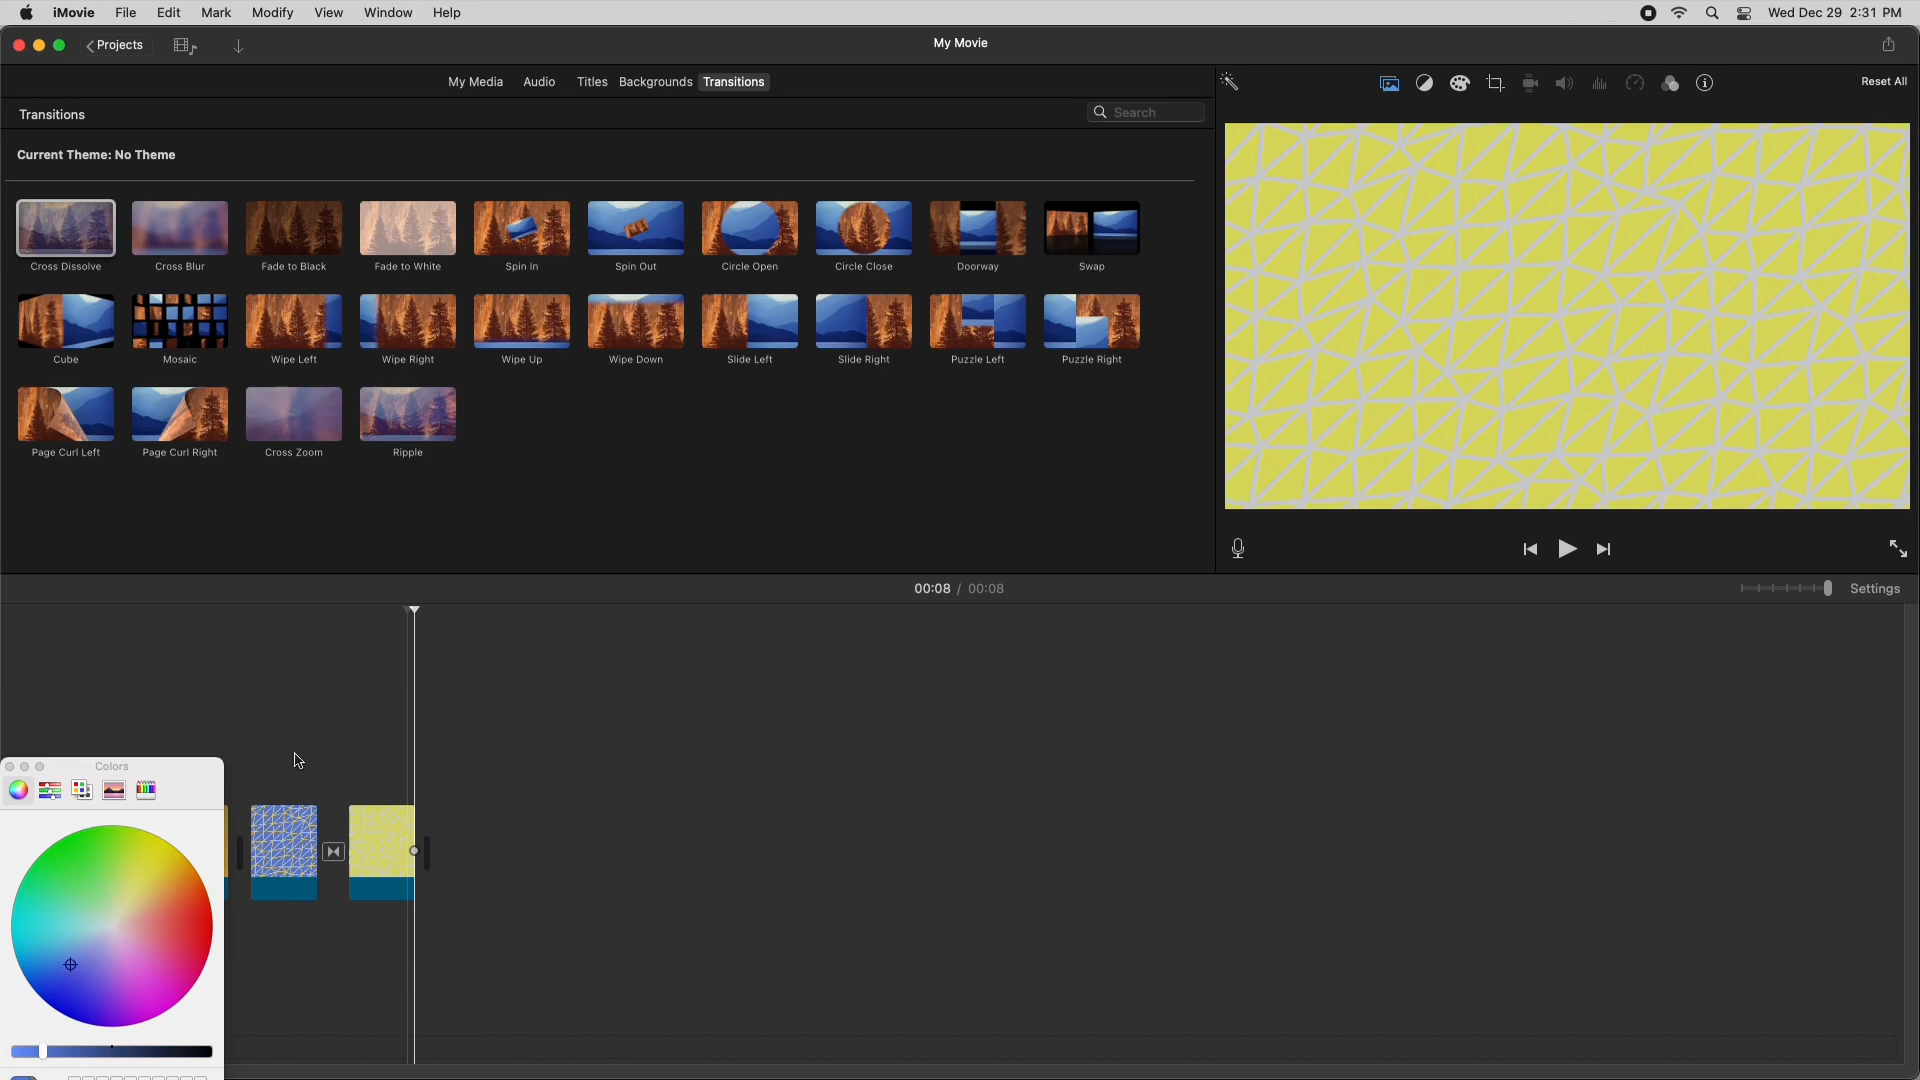 iMovie File Edit Mark Modify View Window Help Wed Dec 29 2:31 PM
Projects My Movie
My Media Audio Titles Backgrounds Transitions Reset All
Transitions Search
Current Theme: No Theme
Cross Dissolve Cross Blur Fade to Black Fade to White Spin In Spin Out Circle Open Circle Close Doorway Swap
Cube Mosaic Wipe Left Wipe Right Wipe Up Wipe Down Slide Left Slide Right Puzzle Left Puzzle Right
Page Curl Left Page Curl Right Cross Zoom Ripple
00:08 / 00:08 Settings
Colors